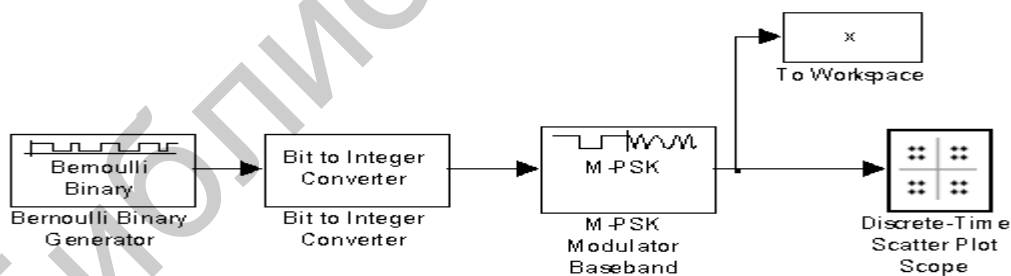 x
To Workspace
Bernoulli
Binary
Bernoulli Binary
Generator
Bit to Integer
Converter
Bit to Integer
Converter
M-PSK
M-PSK
Modulator
Baseband
Discrete-Time
Scatter Plot
Scope